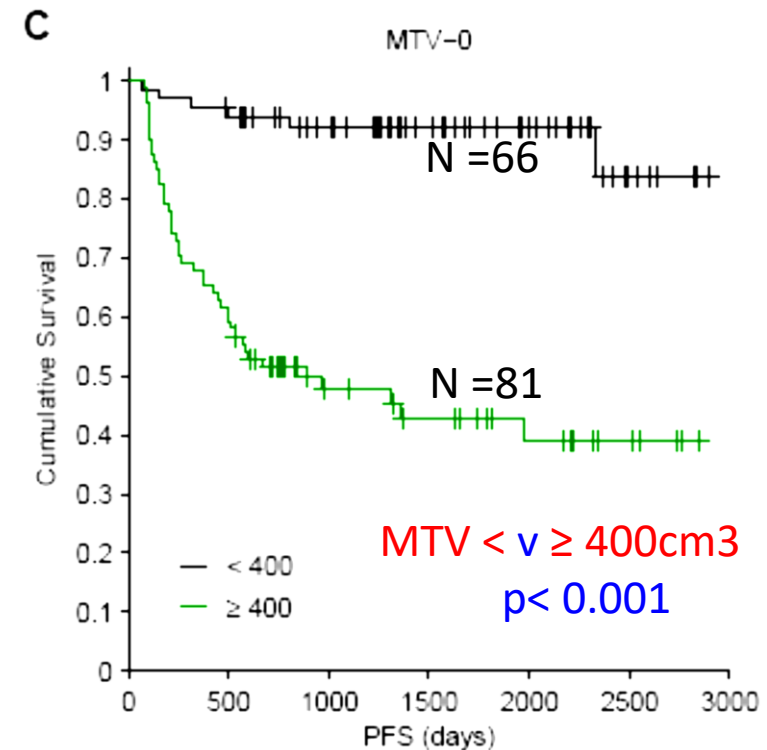 C
MTV-0
Cumulative Survival
1
0.9
0.8
0.7
0.6
0.5
0.4
0.3
0.2
0.1
0
N =66
N =81
MTV < v ≥ 400cm3
p< 0.001
< 400
≥ 400
0 500 1000 1500 2000 2500 3000
PFS (days)